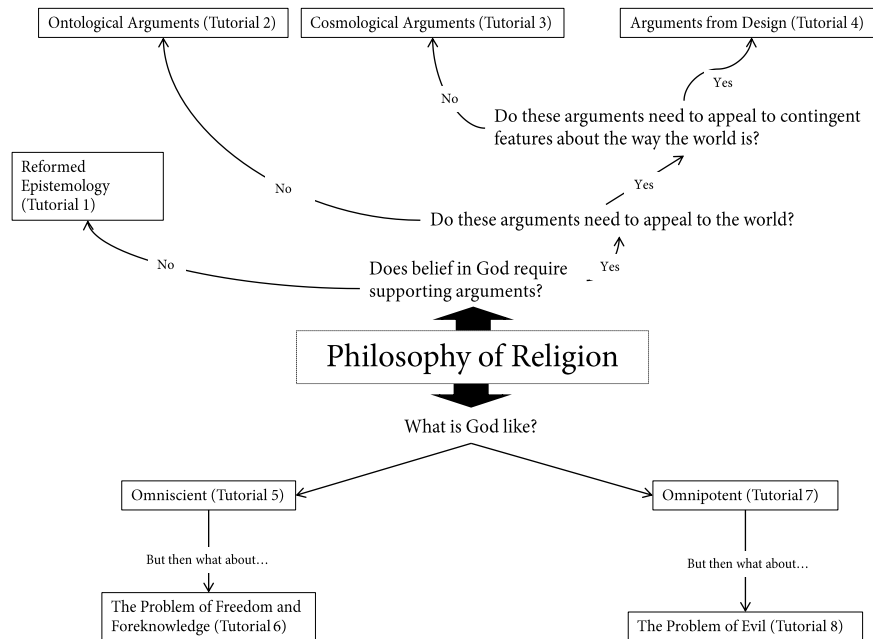 Ontological Arguments (Tutorial 2)
Cosmological Arguments (Tutorial 3)
Arguments from Design (Tutorial 4)
Yes
No
Do these arguments need to appeal to contingent
features about the way the world is?
Reformed
Epistemology
(Tutorial 1)
No
Yes
Do these arguments need to appeal to the world?
No
Does belief in God require
supporting arguments?
Yes
Philosophy of Religion
What is God like?
Omniscient (Tutorial 5)
Omnipotent (Tutorial 7)
But then what about…
But then what about…
The Problem of Freedom and
Foreknowledge (Tutorial 6)
The Problem of Evil (Tutorial 8)